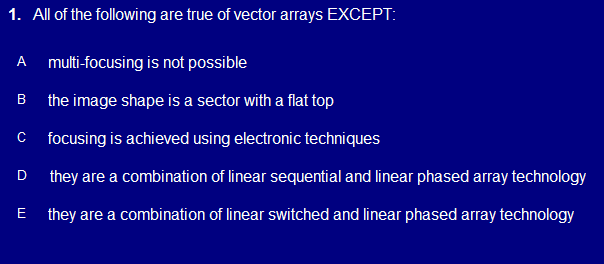 1. All of the following are true of vector arrays EXCEPT:
A multi-focusing is not possible
B the image shape is a sector with a flat top
C focusing is achieved using electronic techniques
D they are a combination of linear sequential and linear phased array technology
E they are a combination of linear switched and linear phased array technology